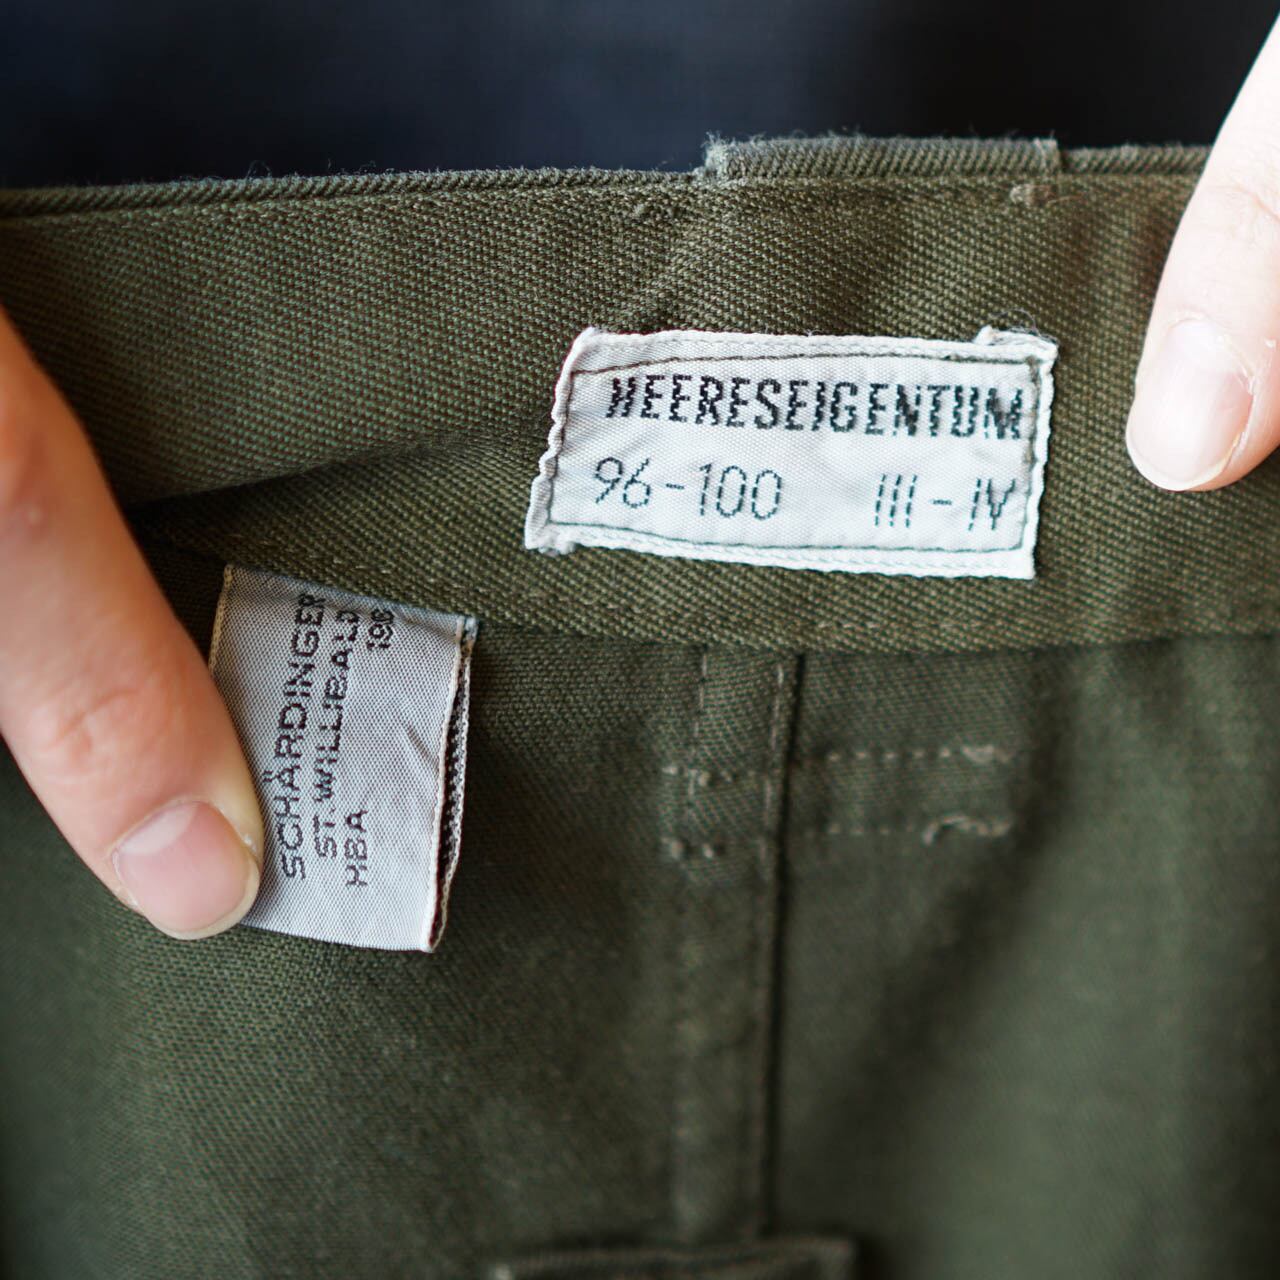 HEERESEIGENTUM
96-100 III-IV
SCHÄRDINGER
ST.WILLIBALD
HBA